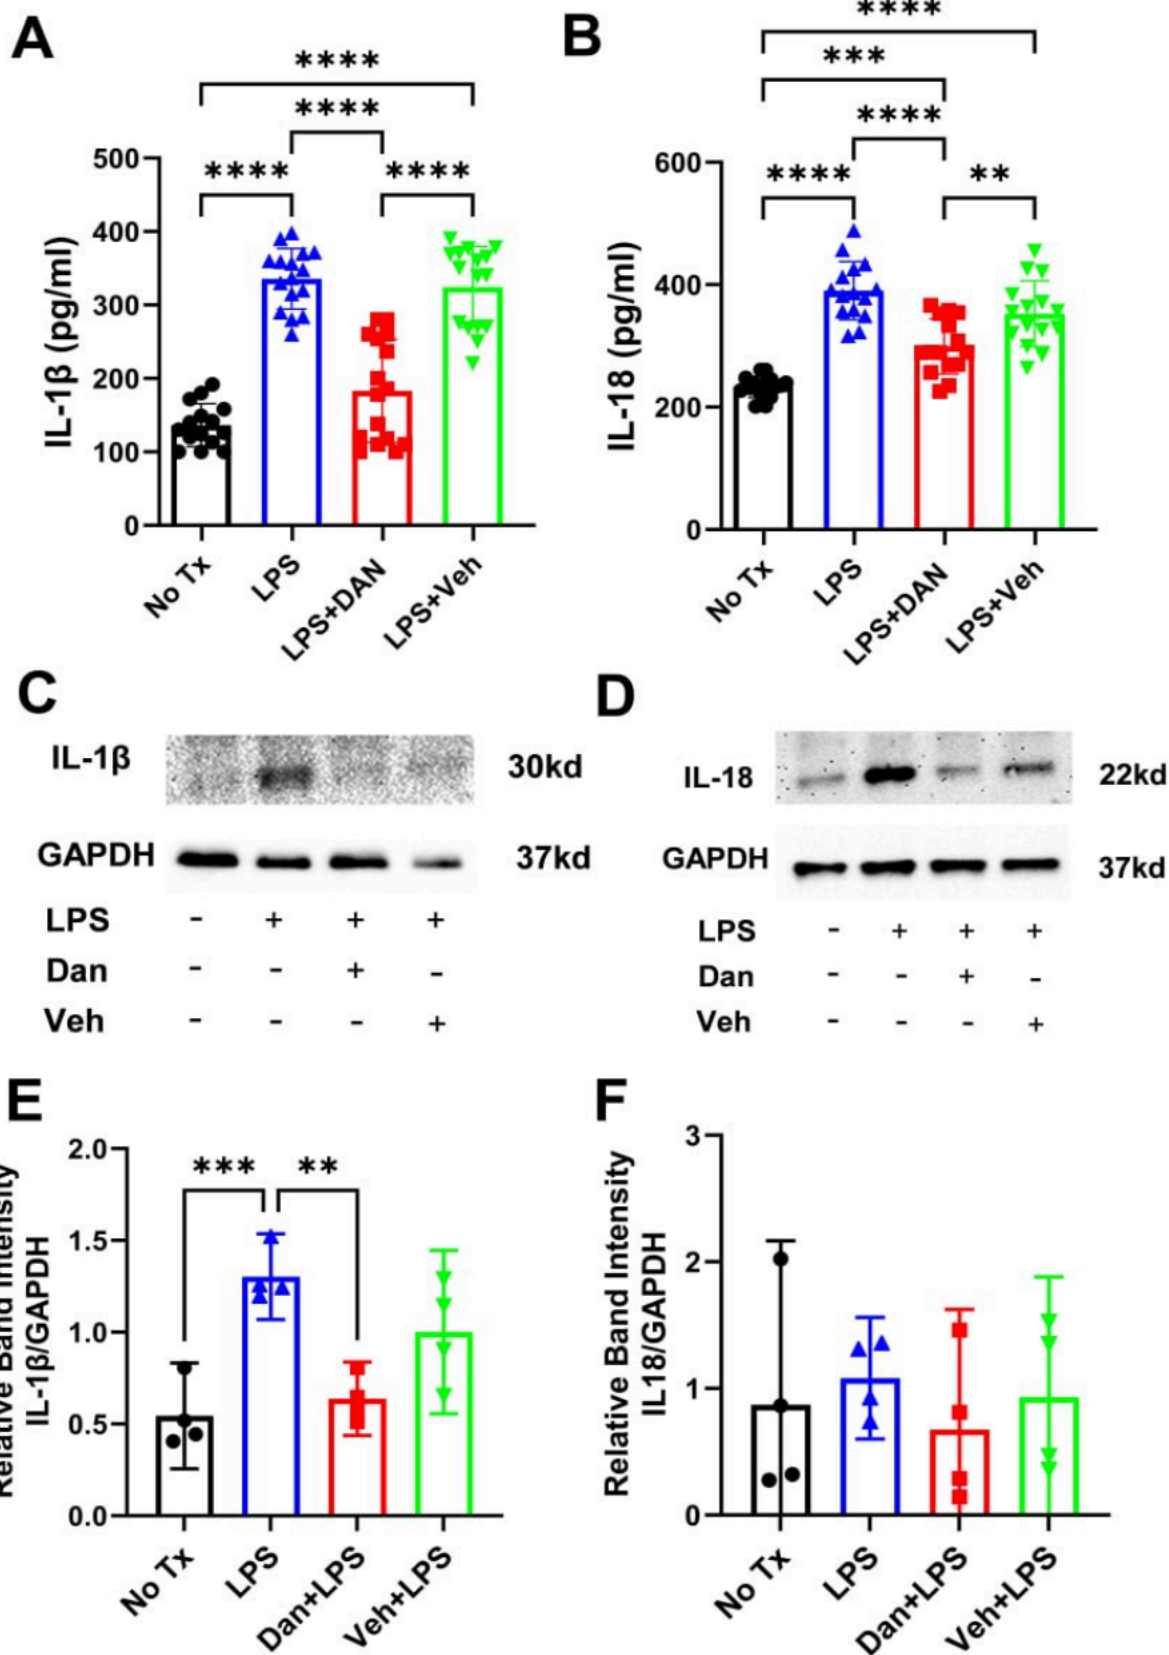 A
B
****
****
****
****
****
IL-1β (pg/ml)
500
400
300
200
100
0
No Tx
LPS
LPS+DAN
LPS+Veh
****
***
****
****
**
IL-18 (pg/ml)
600
400
200
0
No Tx
LPS
LPS+DAN
LPS+Veh
C
IL-1β
30kd
GAPDH
37kd
LPS - + + +
Dan - - + -
Veh - - - +
D
IL-18
22kd
GAPDH
37kd
LPS - + + +
Dan - - + -
Veh - - - +
E
Relative Band Intensity
IL-1β/GAPDH
2.0
1.5
1.0
0.5
0.0
***
**
No Tx
LPS
Dan+LPS
Veh+LPS
F
Relative Band Intensity
IL18/GAPDH
3
2
1
0
No Tx
LPS
Dan+LPS
Veh+LPS